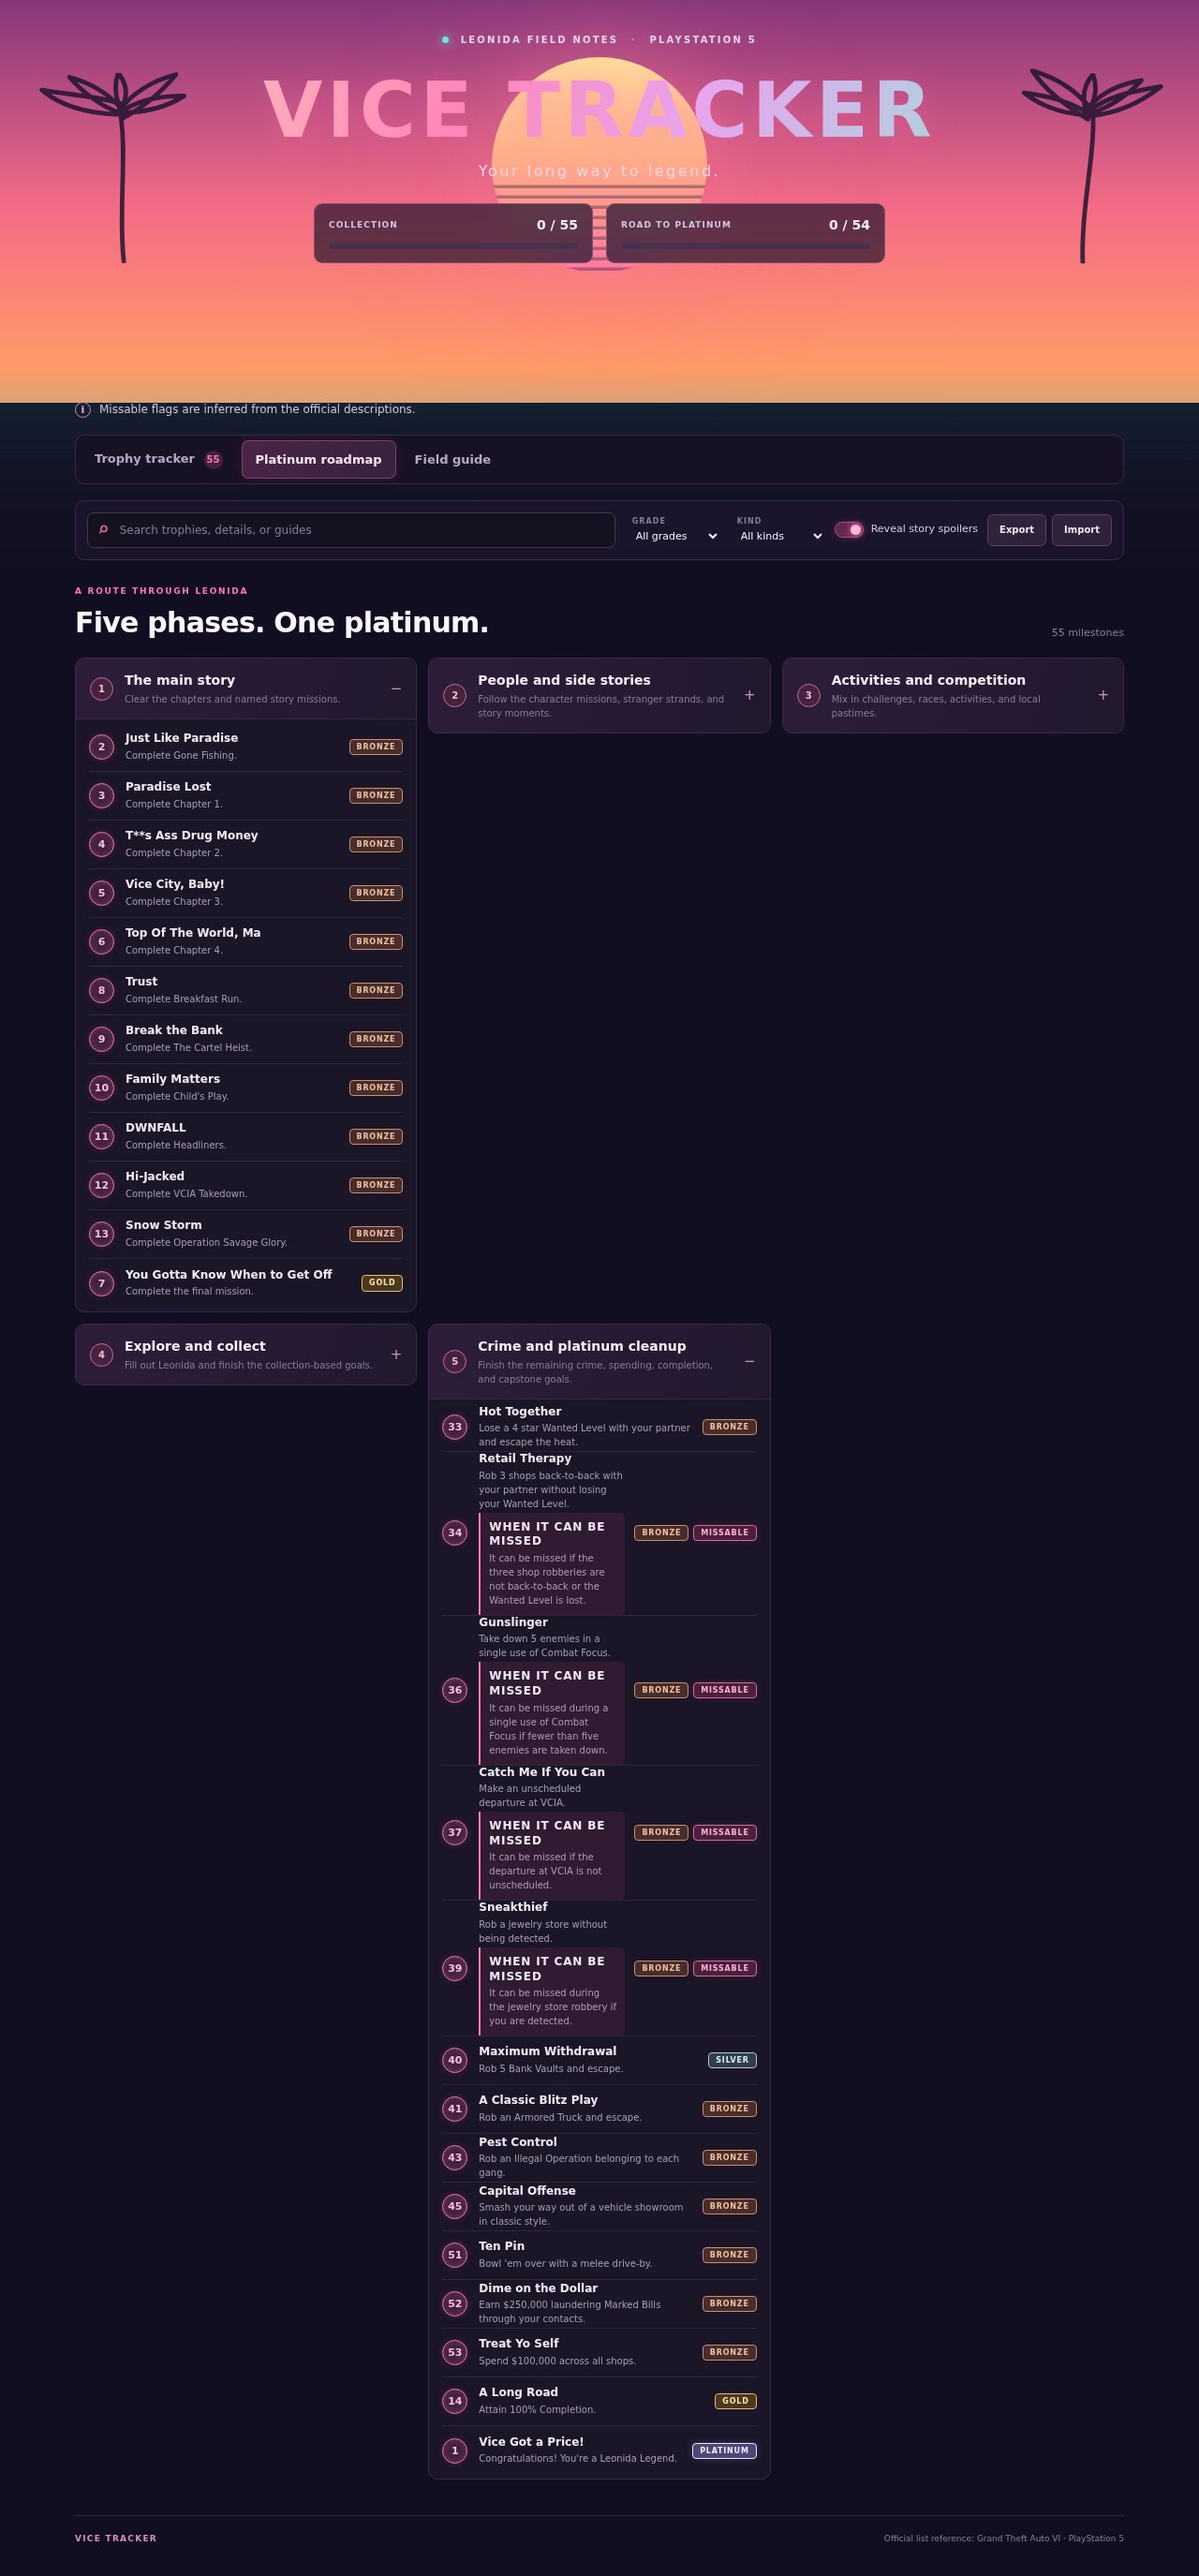 LEONIDA FIELD NOTES · PLAYSTATION 5
VICE TRACKER
Your long way to legend.
COLLECTION 0 / 55
ROAD TO PLATINUM 0 / 54
i Missable flags are inferred from the official descriptions.
Trophy tracker 55 Platinum roadmap Field guide
Search trophies, details, or guides
GRADE
All grades
KIND
All kinds
Reveal story spoilers
Export
Import
A ROUTE THROUGH LEONIDA
Five phases. One platinum.
55 milestones
1 The main story −
Clear the chapters and named story missions.
2 Just Like Paradise BRONZE
Complete Gone Fishing.
3 Paradise Lost BRONZE
Complete Chapter 1.
4 T**s Ass Drug Money BRONZE
Complete Chapter 2.
5 Vice City, Baby! BRONZE
Complete Chapter 3.
6 Top Of The World, Ma BRONZE
Complete Chapter 4.
8 Trust BRONZE
Complete Breakfast Run.
9 Break the Bank BRONZE
Complete The Cartel Heist.
10 Family Matters BRONZE
Complete Child's Play.
11 DWNFALL BRONZE
Complete Headliners.
12 Hi-Jacked BRONZE
Complete VCIA Takedown.
13 Snow Storm BRONZE
Complete Operation Savage Glory.
7 You Gotta Know When to Get Off GOLD
Complete the final mission.
2 People and side stories +
Follow the character missions, stranger strands, and
story moments.
3 Activities and competition +
Mix in challenges, races, activities, and local
pastimes.
4 Explore and collect +
Fill out Leonida and finish the collection-based goals.
5 Crime and platinum cleanup −
Finish the remaining crime, spending, completion,
and capstone goals.
33 Hot Together BRONZE
Lose a 4 star Wanted Level with your partner
and escape the heat.
34 Retail Therapy BRONZE MISSABLE
Rob 3 shops back-to-back with
your partner without losing
your Wanted Level.
WHEN IT CAN BE
MISSED
It can be missed if the
three shop robberies are
not back-to-back or the
Wanted Level is lost.
36 Gunslinger BRONZE MISSABLE
Take down 5 enemies in a
single use of Combat Focus.
WHEN IT CAN BE
MISSED
It can be missed during a
single use of Combat
Focus if fewer than five
enemies are taken down.
37 Catch Me If You Can BRONZE MISSABLE
Make an unscheduled
departure at VCIA.
WHEN IT CAN BE
MISSED
It can be missed if the
departure at VCIA is not
unscheduled.
39 Sneakthief BRONZE MISSABLE
Rob a jewelry store without
being detected.
WHEN IT CAN BE
MISSED
It can be missed during
the jewelry store robbery if
you are detected.
40 Maximum Withdrawal SILVER
Rob 5 Bank Vaults and escape.
41 A Classic Blitz Play BRONZE
Rob an Armored Truck and escape.
43 Pest Control BRONZE
Rob an Illegal Operation belonging to each
gang.
45 Capital Offense BRONZE
Smash your way out of a vehicle showroom
in classic style.
51 Ten Pin BRONZE
Bowl 'em over with a melee drive-by.
52 Dime on the Dollar BRONZE
Earn $250,000 laundering Marked Bills
through your contacts.
53 Treat Yo Self BRONZE
Spend $100,000 across all shops.
14 A Long Road GOLD
Attain 100% Completion.
1 Vice Got a Price! PLATINUM
Congratulations! You're a Leonida Legend.
VICE TRACKER
Official list reference: Grand Theft Auto VI · PlayStation 5